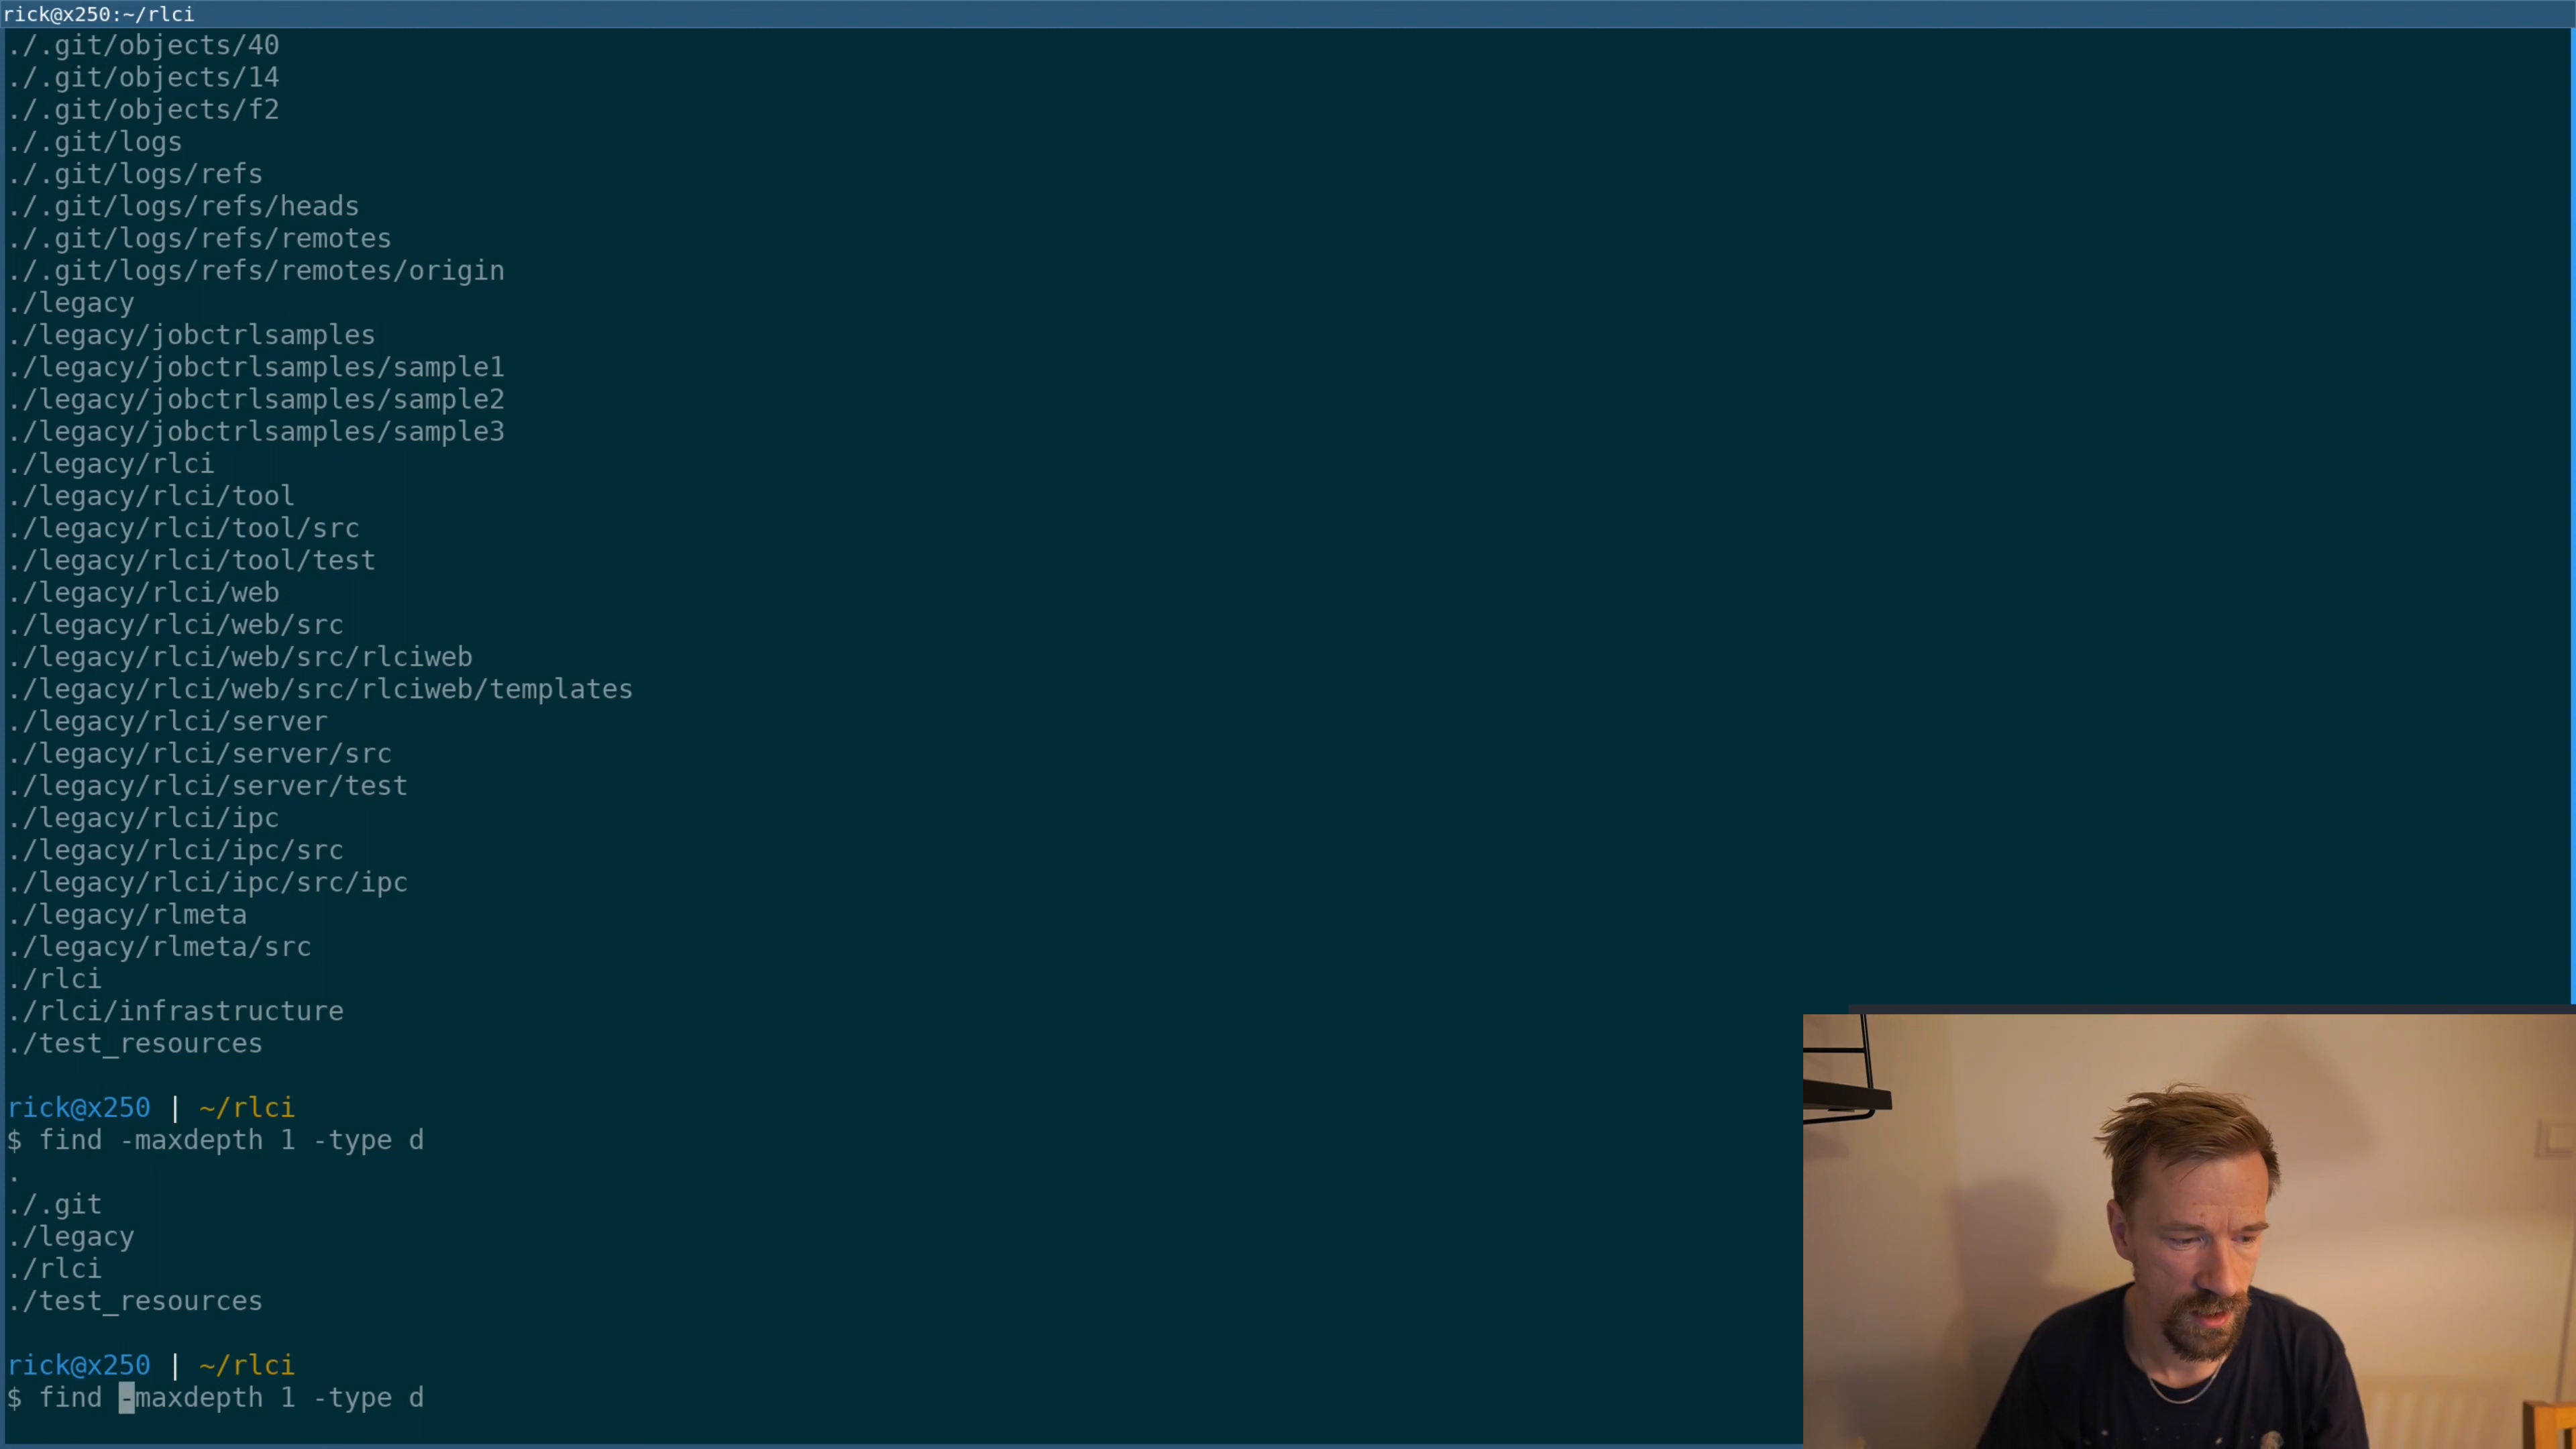 rick@x250:~/rlci
./.git/objects/40
./.git/objects/14
./.git/objects/f2
./.git/logs
./.git/logs/refs
./.git/logs/refs/heads
./.git/logs/refs/remotes
./.git/logs/refs/remotes/origin
./legacy
./legacy/jobctrlsamples
./legacy/jobctrlsamples/sample1
./legacy/jobctrlsamples/sample2
./legacy/jobctrlsamples/sample3
./legacy/rlci
./legacy/rlci/tool
./legacy/rlci/tool/src
./legacy/rlci/tool/test
./legacy/rlci/web
./legacy/rlci/web/src
./legacy/rlci/web/src/rlciweb
./legacy/rlci/web/src/rlciweb/templates
./legacy/rlci/server
./legacy/rlci/server/src
./legacy/rlci/server/test
./legacy/rlci/ipc
./legacy/rlci/ipc/src
./legacy/rlci/ipc/src/ipc
./legacy/rlmeta
./legacy/rlmeta/src
./rlci
./rlci/infrastructure
./test_resources
rick@x250 | ~/rlci
$ find -maxdepth 1 -type d
.
./.git
./legacy
./rlci
./test_resources
rick@x250 | ~/rlci
$ find -maxdepth 1 -type d